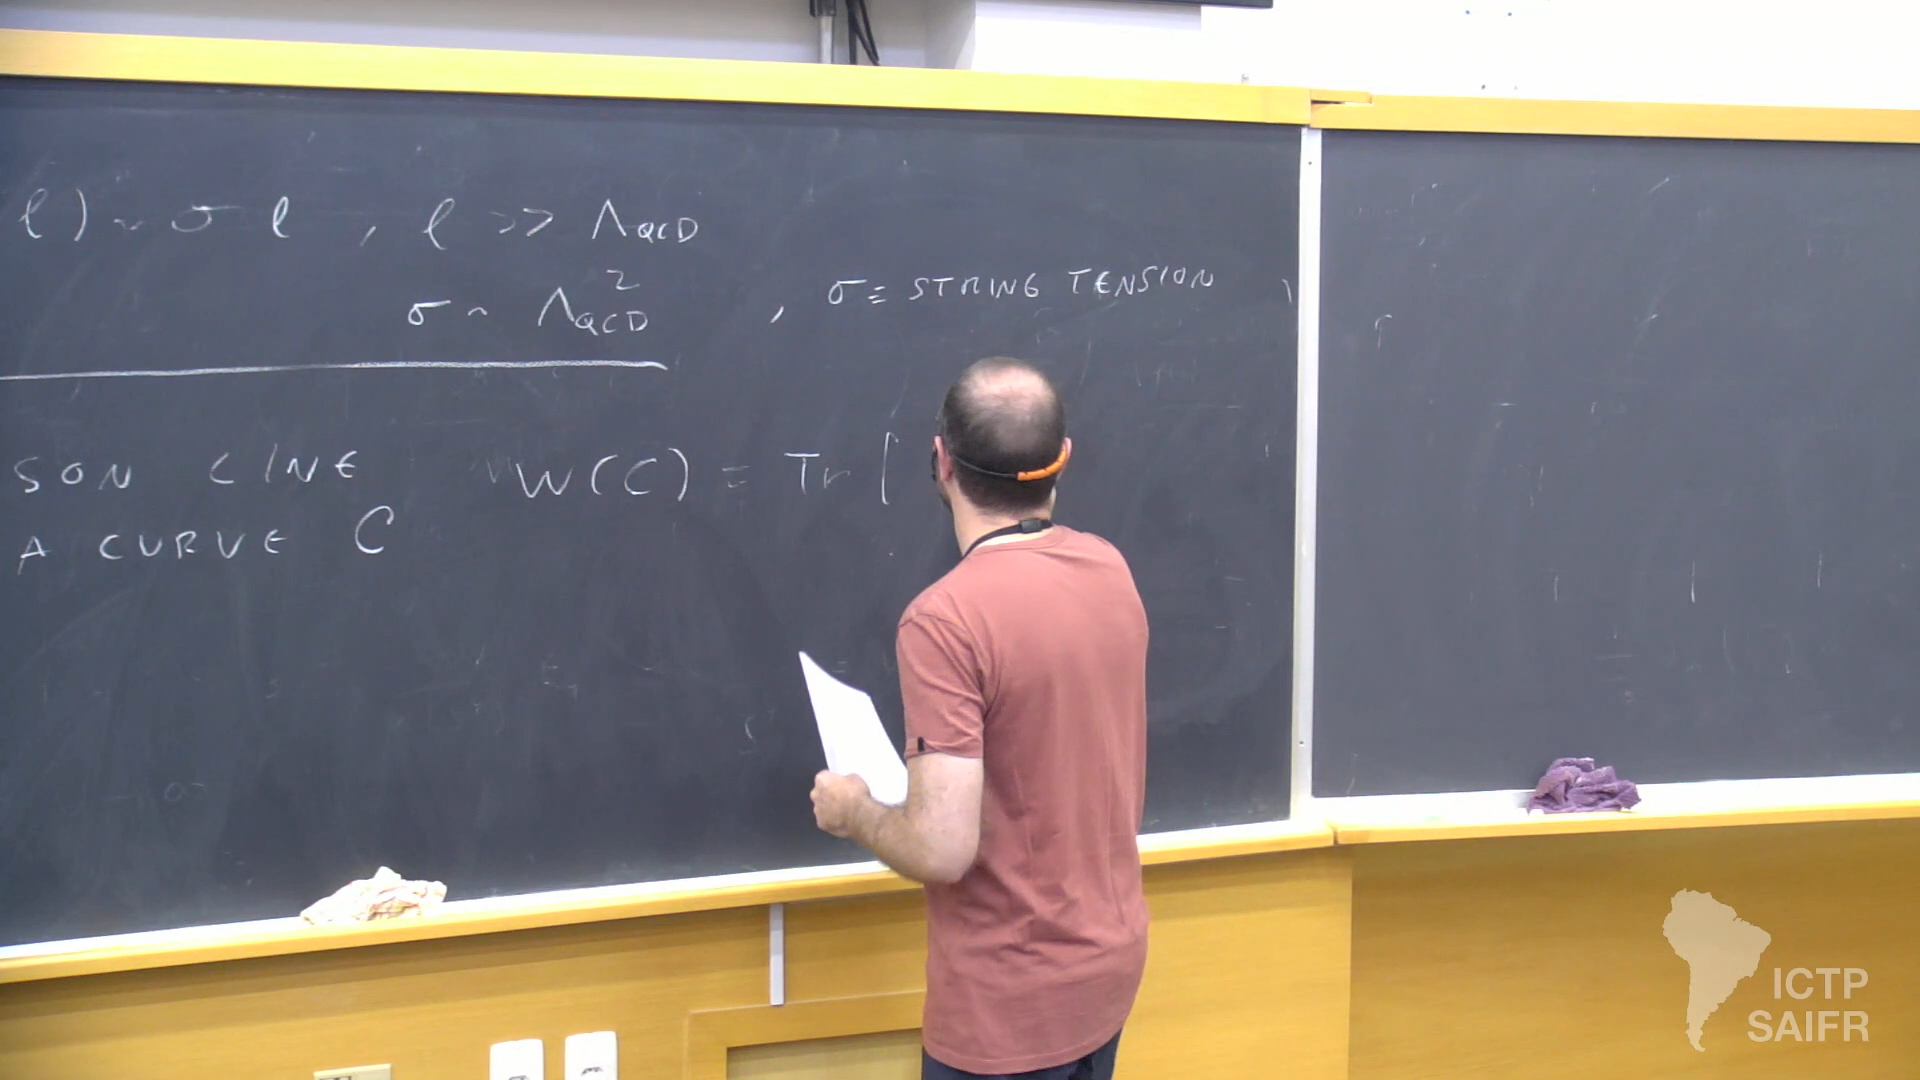 ℓ) ~ σ ℓ , ℓ >> Λ_QCD
σ ~ Λ²_QCD , σ ≡ STRING TENSION
SON LINE W(C) = Tr [
A CURVE C
ICTP
SAIFR